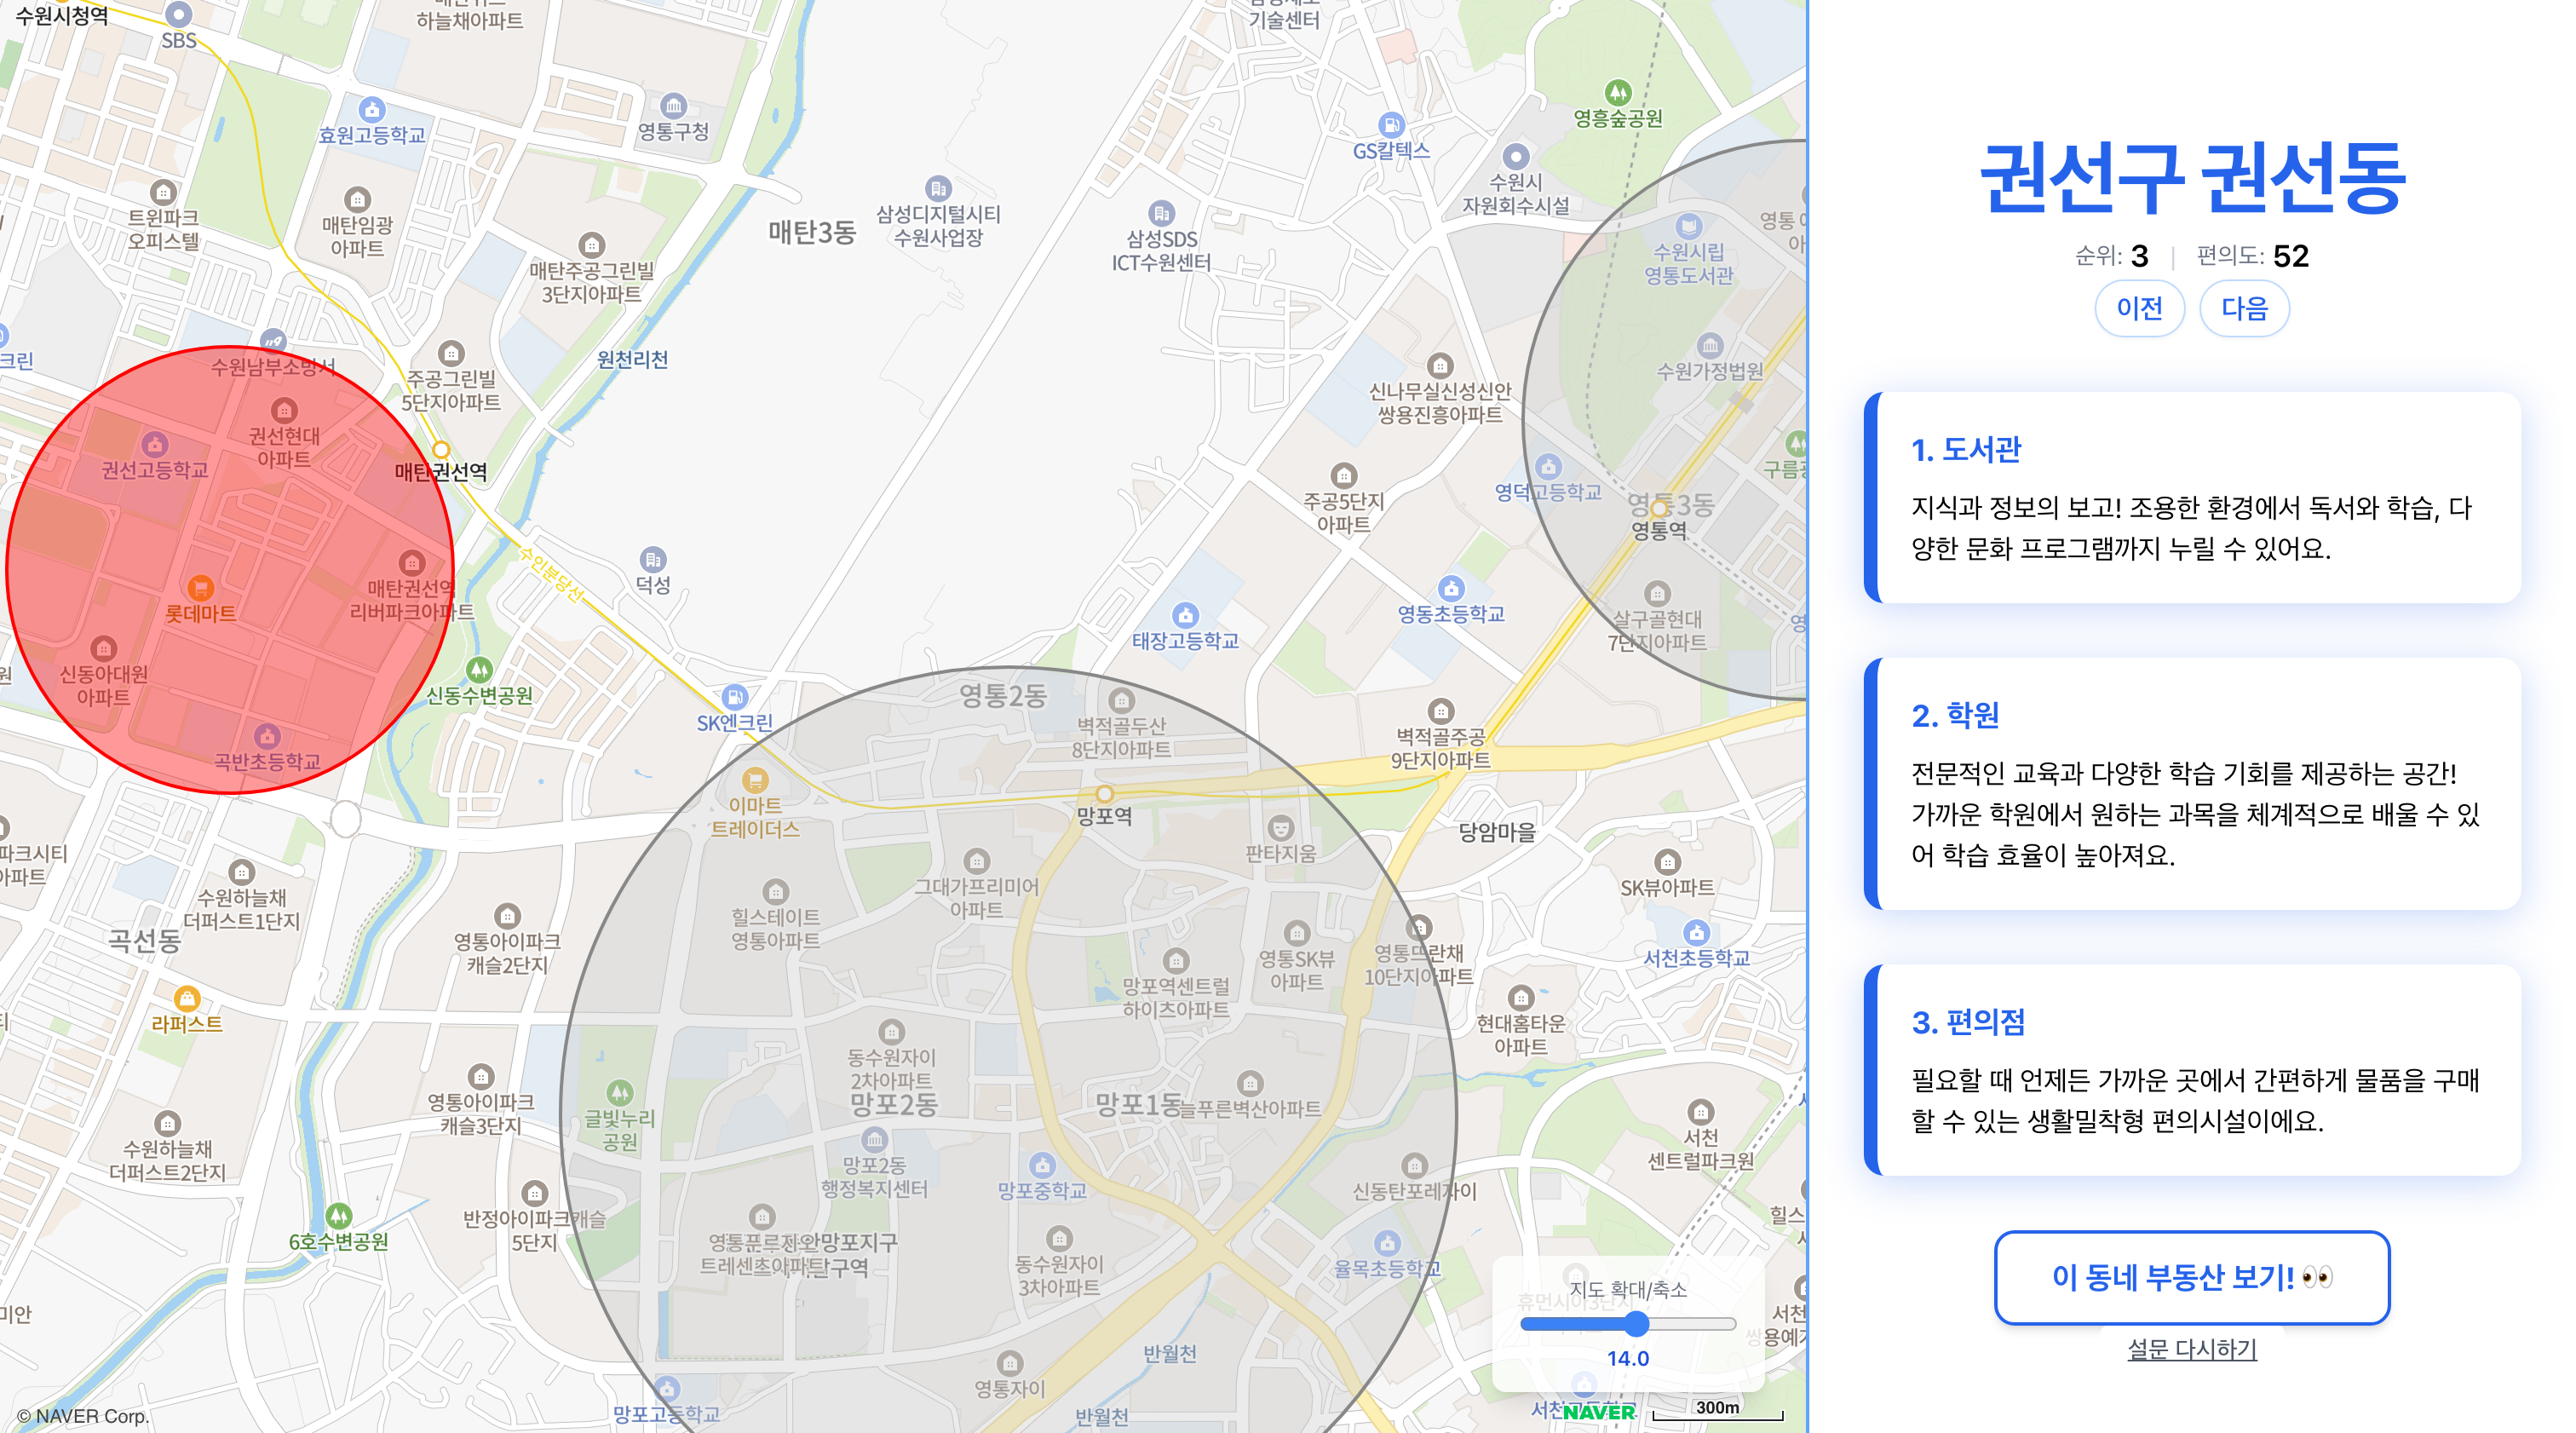 수원시청역
SBS
하늘채아파트
기술센터
효원고등학교
영통구청
영흥숲공원
GS칼텍스
트윈파크
오피스텔
매탄임광
아파트
매탄주공그린빌
3단지아파트
매탄3동
삼성디지털시티
수원사업장
삼성SDS
ICT수원센터
수원시
자원회수시설
수원시립
영통도서관
수원남부소방서
주공그린빌
5단지아파트
원천리천
신나무실신성신안
쌍용진흥아파트
수원가정법원
권선고등학교
권선현대
아파트
매탄권선역
주공5단지
아파트
영덕고등학교
영통3동
영통역
수인분당선
덕성
롯데마트
매탄권선역
리버파크아파트
태장고등학교
영동초등학교
살구골현대
7단지아파트
신동아대원
아파트
신동수변공원
SK엔크린
영통2동
벽적골두산
8단지아파트
벽적골주공
9단지아파트
곡반초등학교
이마트
트레이더스
망포역
판타지움
당암마을
수원하늘채
더퍼스트1단지
그대가프리미어
아파트
SK뷰아파트
곡선동
영통아이파크
캐슬2단지
힐스테이트
영통아파트
망포역센트럴
하이츠아파트
영통SK뷰
아파트
영통뜨란채
10단지아파트
서천초등학교
라퍼스트
현대홈타운
아파트
동수원자이
2차아파트
망포2동
망포1동
늘푸른벽산아파트
영통아이파크
캐슬3단지
글빛누리
공원
수원하늘채
더퍼스트2단지
망포2동
행정복지센터
망포중학교
신동탄포레자이
서천
센트럴파크원
6호수변공원
반정아이파크캐슬
5단지
동수원자이
3차아파트
율목초등학교
영통자이
반월천
반월천
망포고등학교
지도 확대/축소
14.0
© NAVER Corp.
NAVER
300m
권선구 권선동
순위: 3 | 편의도: 52
이전 다음
1. 도서관
지식과 정보의 보고! 조용한 환경에서 독서와 학습, 다
양한 문화 프로그램까지 누릴 수 있어요.
2. 학원
전문적인 교육과 다양한 학습 기회를 제공하는 공간!
가까운 학원에서 원하는 과목을 체계적으로 배울 수 있
어 학습 효율이 높아져요.
3. 편의점
필요할 때 언제든 가까운 곳에서 간편하게 물품을 구매
할 수 있는 생활밀착형 편의시설이에요.
이 동네 부동산 보기! 👀
설문 다시하기